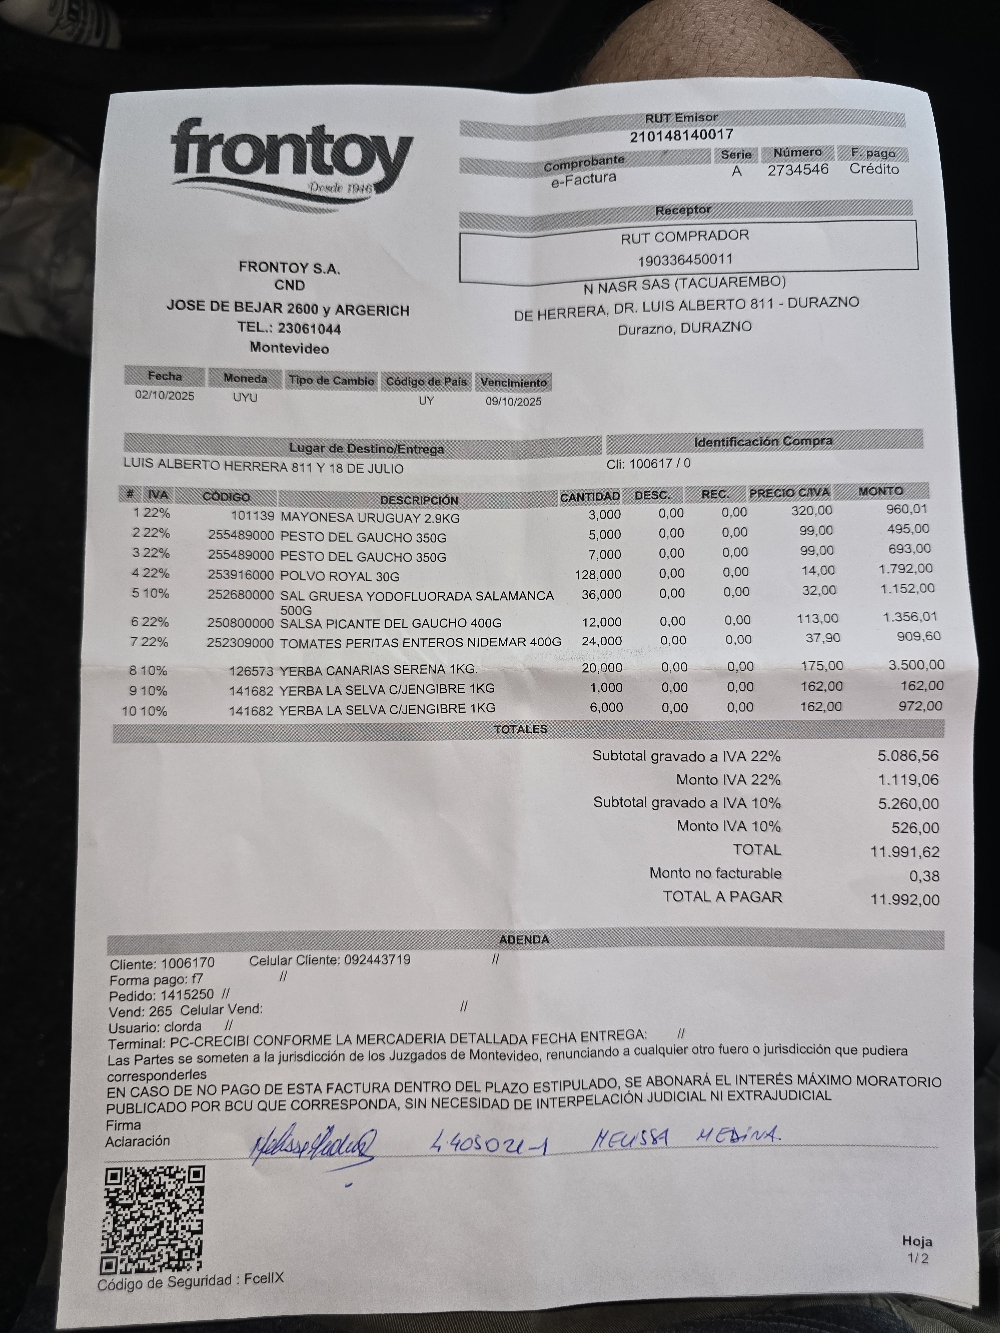 frontoy
Desde 1946
FRONTOY S.A.
CND
JOSE DE BEJAR 2600 y ARGERICH
TEL.: 23061044
Montevideo
RUT Emisor
210148140017
Comprobante Serie Número F. pago
e-Factura A 2734546 Crédito
Receptor
RUT COMPRADOR
190336450011
N NASR SAS (TACUAREMBO)
DE HERRERA, DR. LUIS ALBERTO 811 - DURAZNO
Durazno, DURAZNO
Fecha Moneda Tipo de Cambio Código de País Vencimiento
02/10/2025 UYU UY 09/10/2025
Lugar de Destino/Entrega Identificación Compra
LUIS ALBERTO HERRERA 811 Y 18 DE JULIO Cli: 100617 / 0
# IVA CÓDIGO DESCRIPCIÓN CANTIDAD DESC. REC. PRECIO C/IVA MONTO
1 22% 101139 MAYONESA URUGUAY 2.9KG 3,000 0,00 0,00 320,00 960,01
2 22% 255489000 PESTO DEL GAUCHO 350G 5,000 0,00 0,00 99,00 495,00
3 22% 255489000 PESTO DEL GAUCHO 350G 7,000 0,00 0,00 99,00 693,00
4 22% 253916000 POLVO ROYAL 30G 128,000 0,00 0,00 14,00 1.792,00
5 10% 252680000 SAL GRUESA YODOFLUORADA SALAMANCA 36,000 0,00 0,00 32,00 1.152,00
500G
6 22% 250800000 SALSA PICANTE DEL GAUCHO 400G 12,000 0,00 0,00 113,00 1.356,01
7 22% 252309000 TOMATES PERITAS ENTEROS NIDEMAR 400G 24,000 0,00 0,00 37,90 909,60
8 10% 126573 YERBA CANARIAS SERENA 1KG. 20,000 0,00 0,00 175,00 3.500,00
9 10% 141682 YERBA LA SELVA C/JENGIBRE 1KG 1,000 0,00 0,00 162,00 162,00
10 10% 141682 YERBA LA SELVA C/JENGIBRE 1KG 6,000 0,00 0,00 162,00 972,00
TOTALES
Subtotal gravado a IVA 22% 5.086,56
Monto IVA 22% 1.119,06
Subtotal gravado a IVA 10% 5.260,00
Monto IVA 10% 526,00
TOTAL 11.991,62
Monto no facturable 0,38
TOTAL A PAGAR 11.992,00
ADENDA
Cliente: 1006170 Celular Cliente: 092443719 //
Forma pago: f7 //
Pedido: 1415250 //
Vend: 265 Celular Vend: //
Usuario: clorda //
Terminal: PC-CRECIBI CONFORME LA MERCADERIA DETALLADA FECHA ENTREGA: //
Las Partes se someten a la jurisdicción de los Juzgados de Montevideo, renunciando a cualquier otro fuero o jurisdicción que pudiera
corresponderles
EN CASO DE NO PAGO DE ESTA FACTURA DENTRO DEL PLAZO ESTIPULADO, SE ABONARÁ EL INTERÉS MÁXIMO MORATORIO
PUBLICADO POR BCU QUE CORRESPONDA, SIN NECESIDAD DE INTERPELACIÓN JUDICIAL NI EXTRAJUDICIAL
Firma
Aclaración MELISSA MEDINA.
Código de Seguridad : FcellX
Hoja
1/2